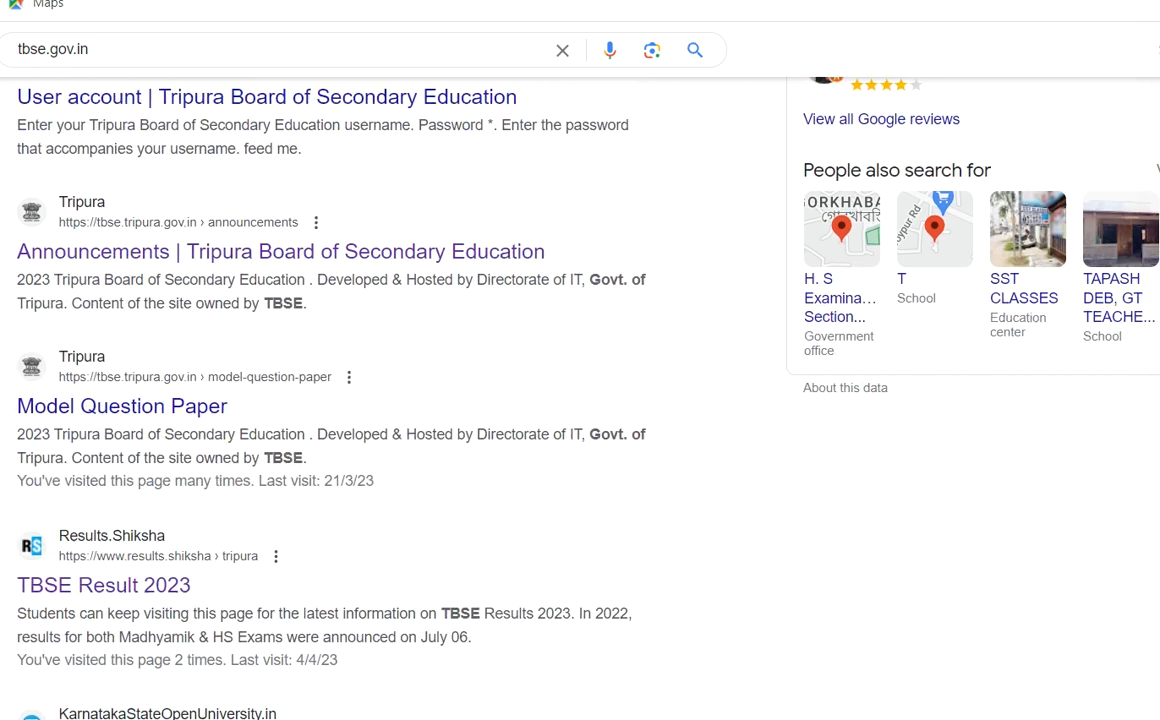 Maps
tbse.gov.in
User account | Tripura Board of Secondary Education
Enter your Tripura Board of Secondary Education username. Password *. Enter the password
that accompanies your username. feed me.
Tripura
https://tbse.tripura.gov.in › announcements
Announcements | Tripura Board of Secondary Education
2023 Tripura Board of Secondary Education . Developed & Hosted by Directorate of IT, Govt. of
Tripura. Content of the site owned by TBSE.
Tripura
https://tbse.tripura.gov.in › model-question-paper
Model Question Paper
2023 Tripura Board of Secondary Education . Developed & Hosted by Directorate of IT, Govt. of
Tripura. Content of the site owned by TBSE.
You've visited this page many times. Last visit: 21/3/23
RS
Results.Shiksha
https://www.results.shiksha › tripura
TBSE Result 2023
Students can keep visiting this page for the latest information on TBSE Results 2023. In 2022,
results for both Madhyamik & HS Exams were announced on July 06.
You've visited this page 2 times. Last visit: 4/4/23
KarnatakaStateOpenUniversity.in
View all Google reviews
People also search for
GORKHABA
H. S
Examina...
Section...
Government
office
T
School
SST
CLASSES
Education
center
TAPASH
DEB, GT
TEACHE...
School
About this data